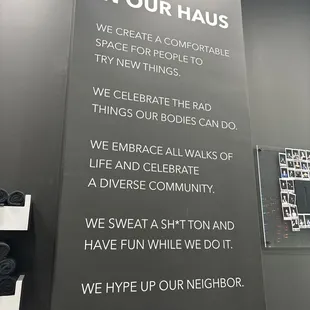 N OUR HAUS
WE CREATE A COMFORTABLE
SPACE FOR PEOPLE TO
TRY NEW THINGS.
WE CELEBRATE THE RAD
THINGS OUR BODIES CAN DO.
WE EMBRACE ALL WALKS OF
LIFE AND CELEBRATE
A DIVERSE COMMUNITY.
WE SWEAT A SH*T TON AND
HAVE FUN WHILE WE DO IT.
WE HYPE UP OUR NEIGHBOR.